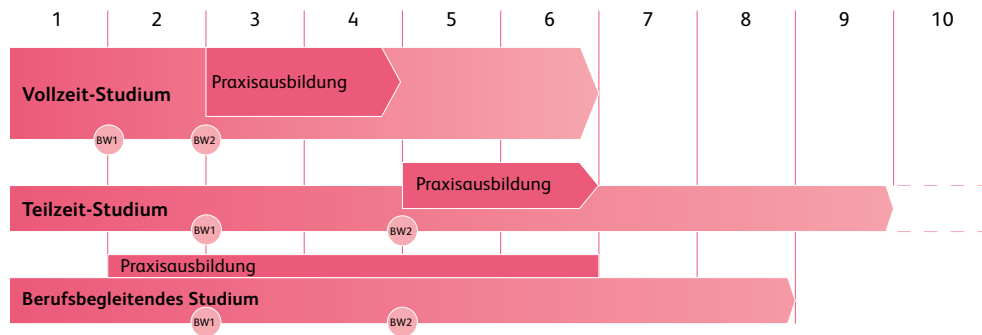 1 2 3 4 5 6 7 8 9 10
Praxisausbildung
Vollzeit-Studium
BW1 BW2
Praxisausbildung
Teilzeit-Studium
BW1 BW2
Praxisausbildung
Berufsbegleitendes Studium
BW1 BW2